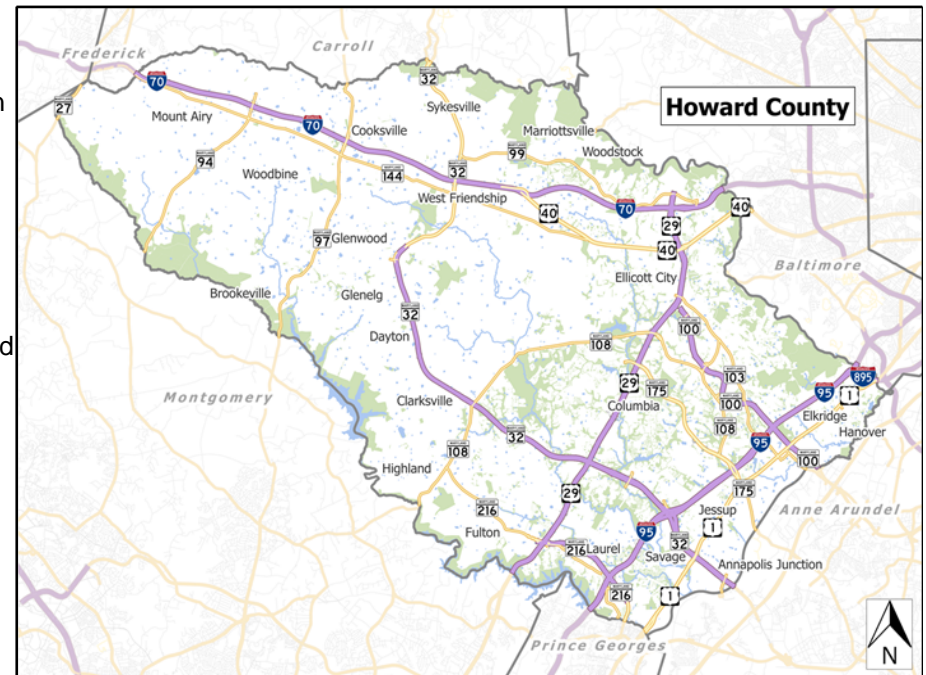 Frederick
Carroll
70
32
27
n
Howard County
Sykesville
Mount Airy
70
Cooksville
Marriottsville
94
99
Woodstock
Woodbine
144
32
West Friendship
40
70
40
29
97
Glenwood
40
Ellicott City
Baltimore
Brookeville
Glenelg
32
100
Dayton
108
d
103
895
95
29
175
1
Montgomery
Clarksville
Columbia
100
Elkridge
32
108
95
Hanover
108
100
Highland
29
175
216
Jessup
Anne Arundel
Fulton
95
1
216
Laurel
Savage
32
Annapolis Junction
216
1
Prince Georges
N